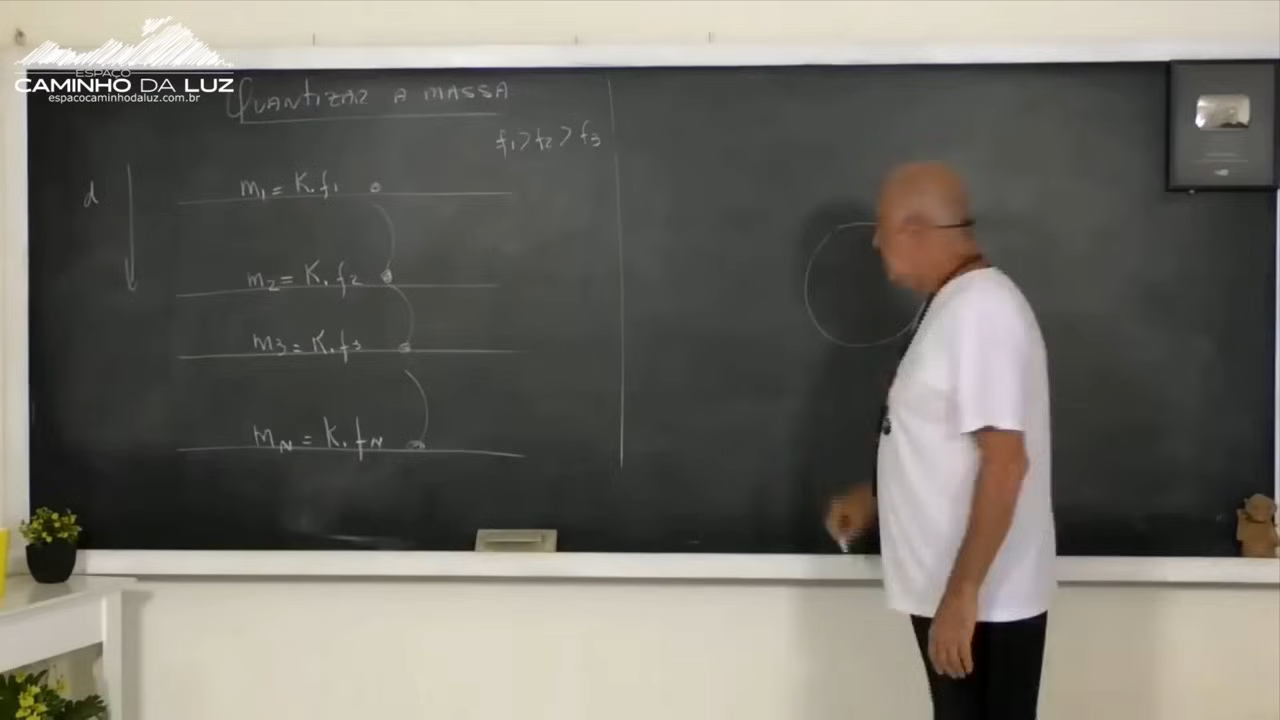 ESPAÇO
CAMINHO DA LUZ
espacocaminhodaluz.com.br
QUANTIZAR A MASSA
f1 > f2 > f3
d
m1 = K.f1
m2 = K.f2
m3 = K.f3
mN = K.fN